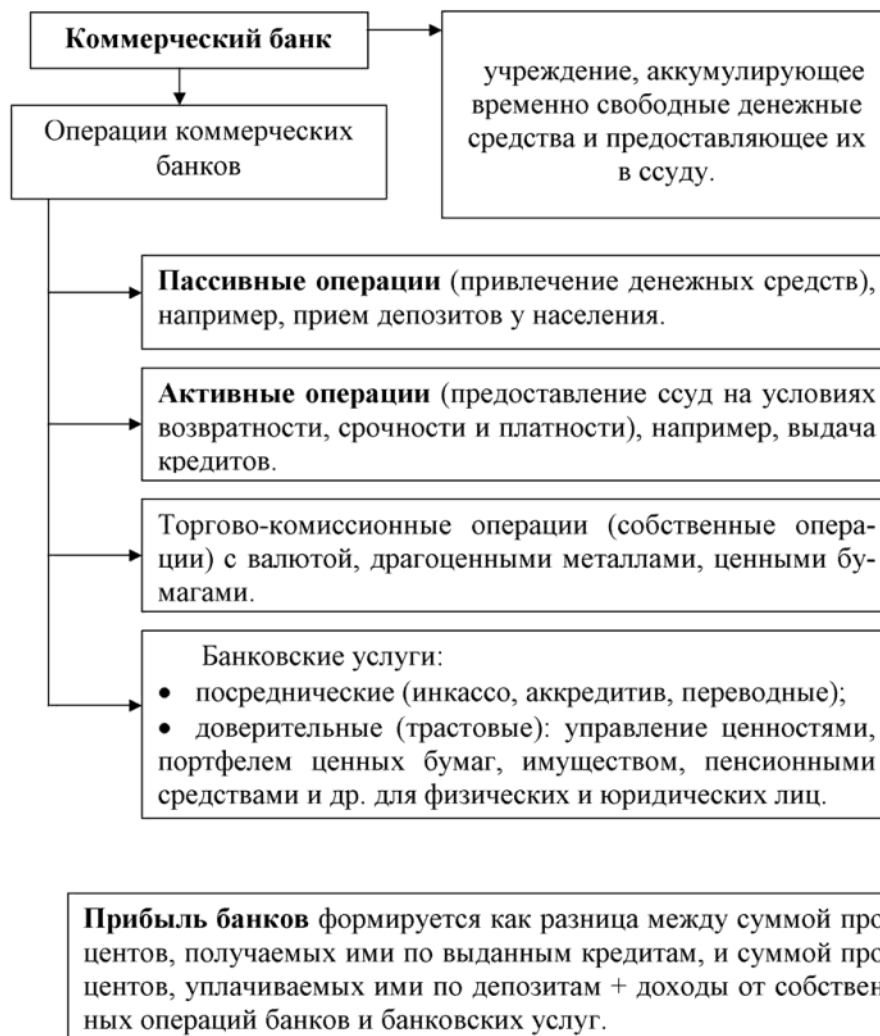 Коммерческий банк
учреждение, аккумулирующее
временно свободные денежные
средства и предоставляющее их
в ссуду.
Операции коммерческих
банков
Пассивные операции (привлечение денежных средств),
например, прием депозитов у населения.
Активные операции (предоставление ссуд на условиях
возвратности, срочности и платности), например, выдача
кредитов.
Торгово-комиссионные операции (собственные опера-
ции) с валютой, драгоценными металлами, ценными бу-
магами.
Банковские услуги:
• посреднические (инкассо, аккредитив, переводные);
• доверительные (трастовые): управление ценностями,
портфелем ценных бумаг, имуществом, пенсионными
средствами и др. для физических и юридических лиц.
Прибыль банков формируется как разница между суммой про
центов, получаемых ими по выданным кредитам, и суммой про
центов, уплачиваемых ими по депозитам + доходы от собствен
ных операций банков и банковских услуг.